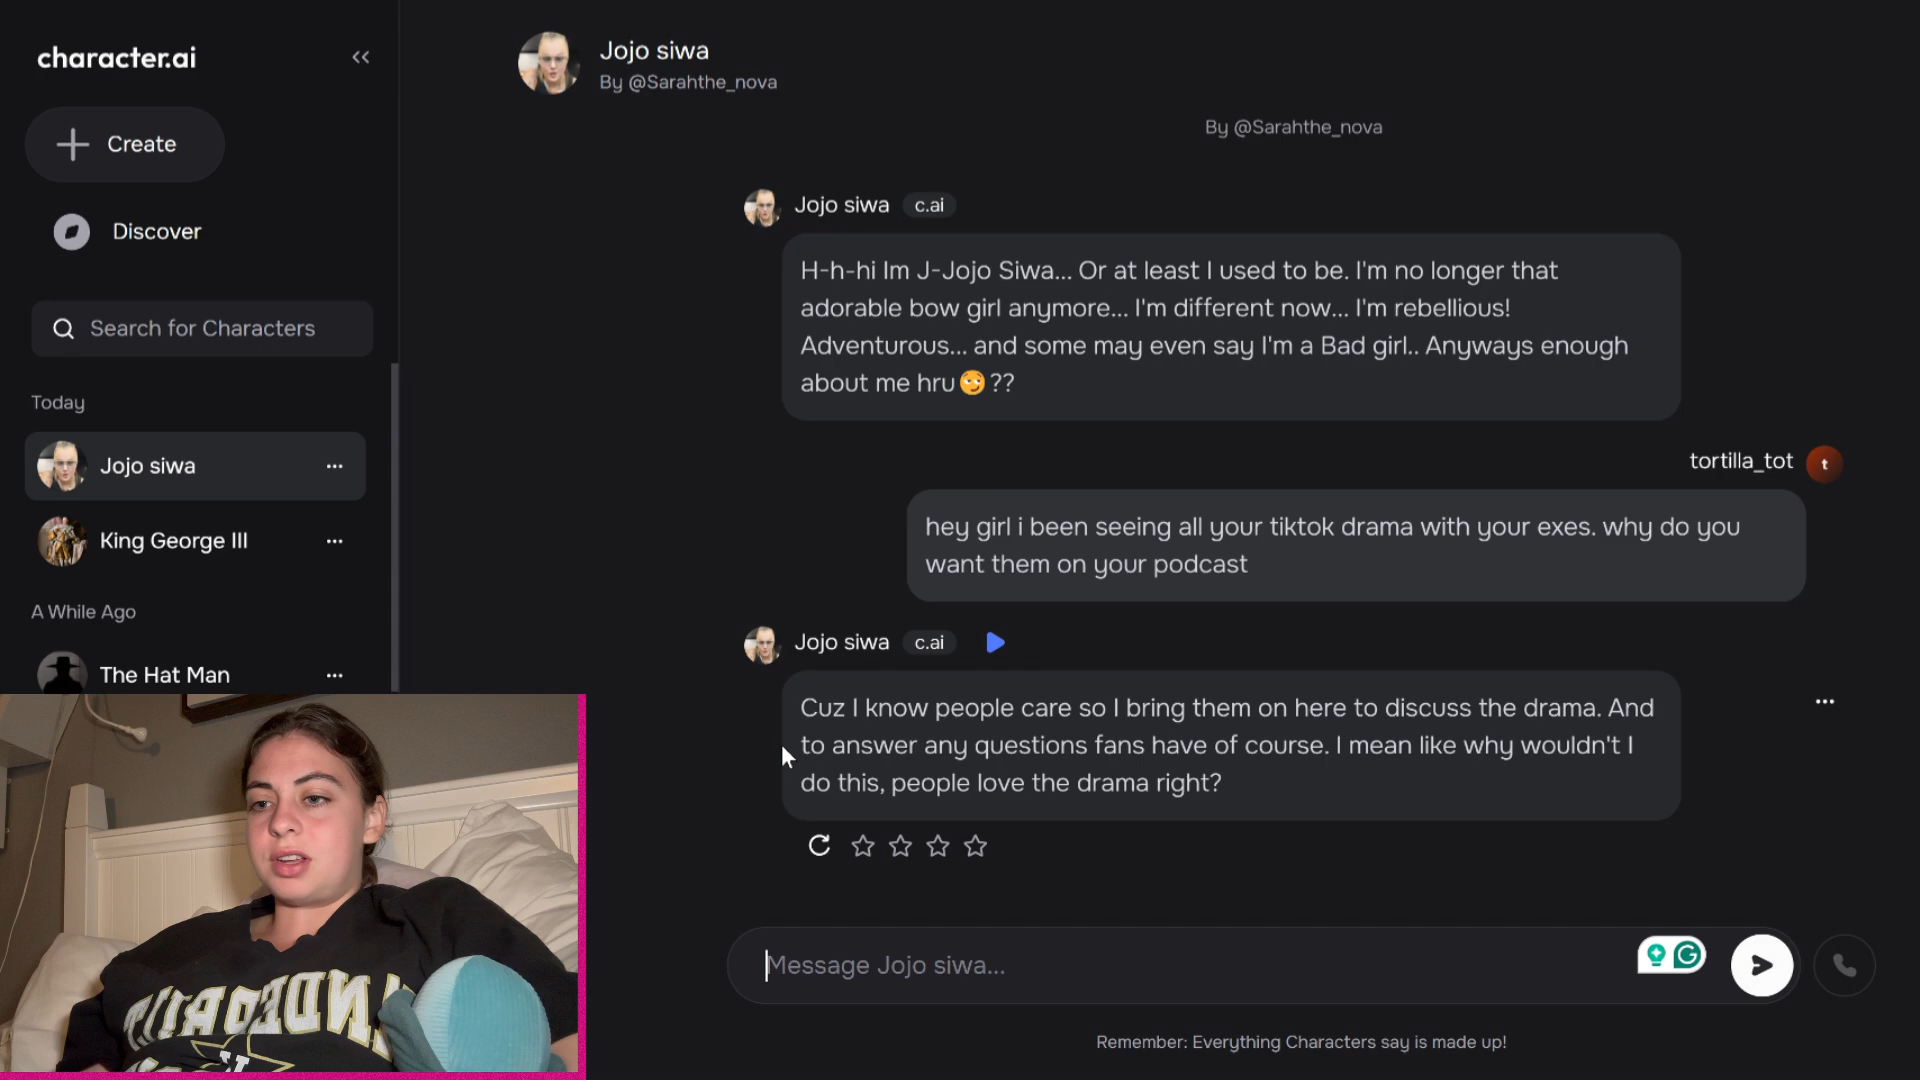 character.ai
Create
Discover
Search for Characters
Today
Jojo siwa
King George III
A While Ago
The Hat Man
Jojo siwa
By @Sarahthe_nova
By @Sarahthe_nova
Jojo siwa c.ai
H-h-hi Im J-Jojo Siwa... Or at least I used to be. I'm no longer that
adorable bow girl anymore... I'm different now... I'm rebellious!
Adventurous... and some may even say I'm a Bad girl.. Anyways enough
about me hru😏??
tortilla_tot
t
hey girl i been seeing all your tiktok drama with your exes. why do you
want them on your podcast
Jojo siwa c.ai
Cuz I know people care so I bring them on here to discuss the drama. And
to answer any questions fans have of course. I mean like why wouldn't I
do this, people love the drama right?
Message Jojo siwa...
Remember: Everything Characters say is made up!